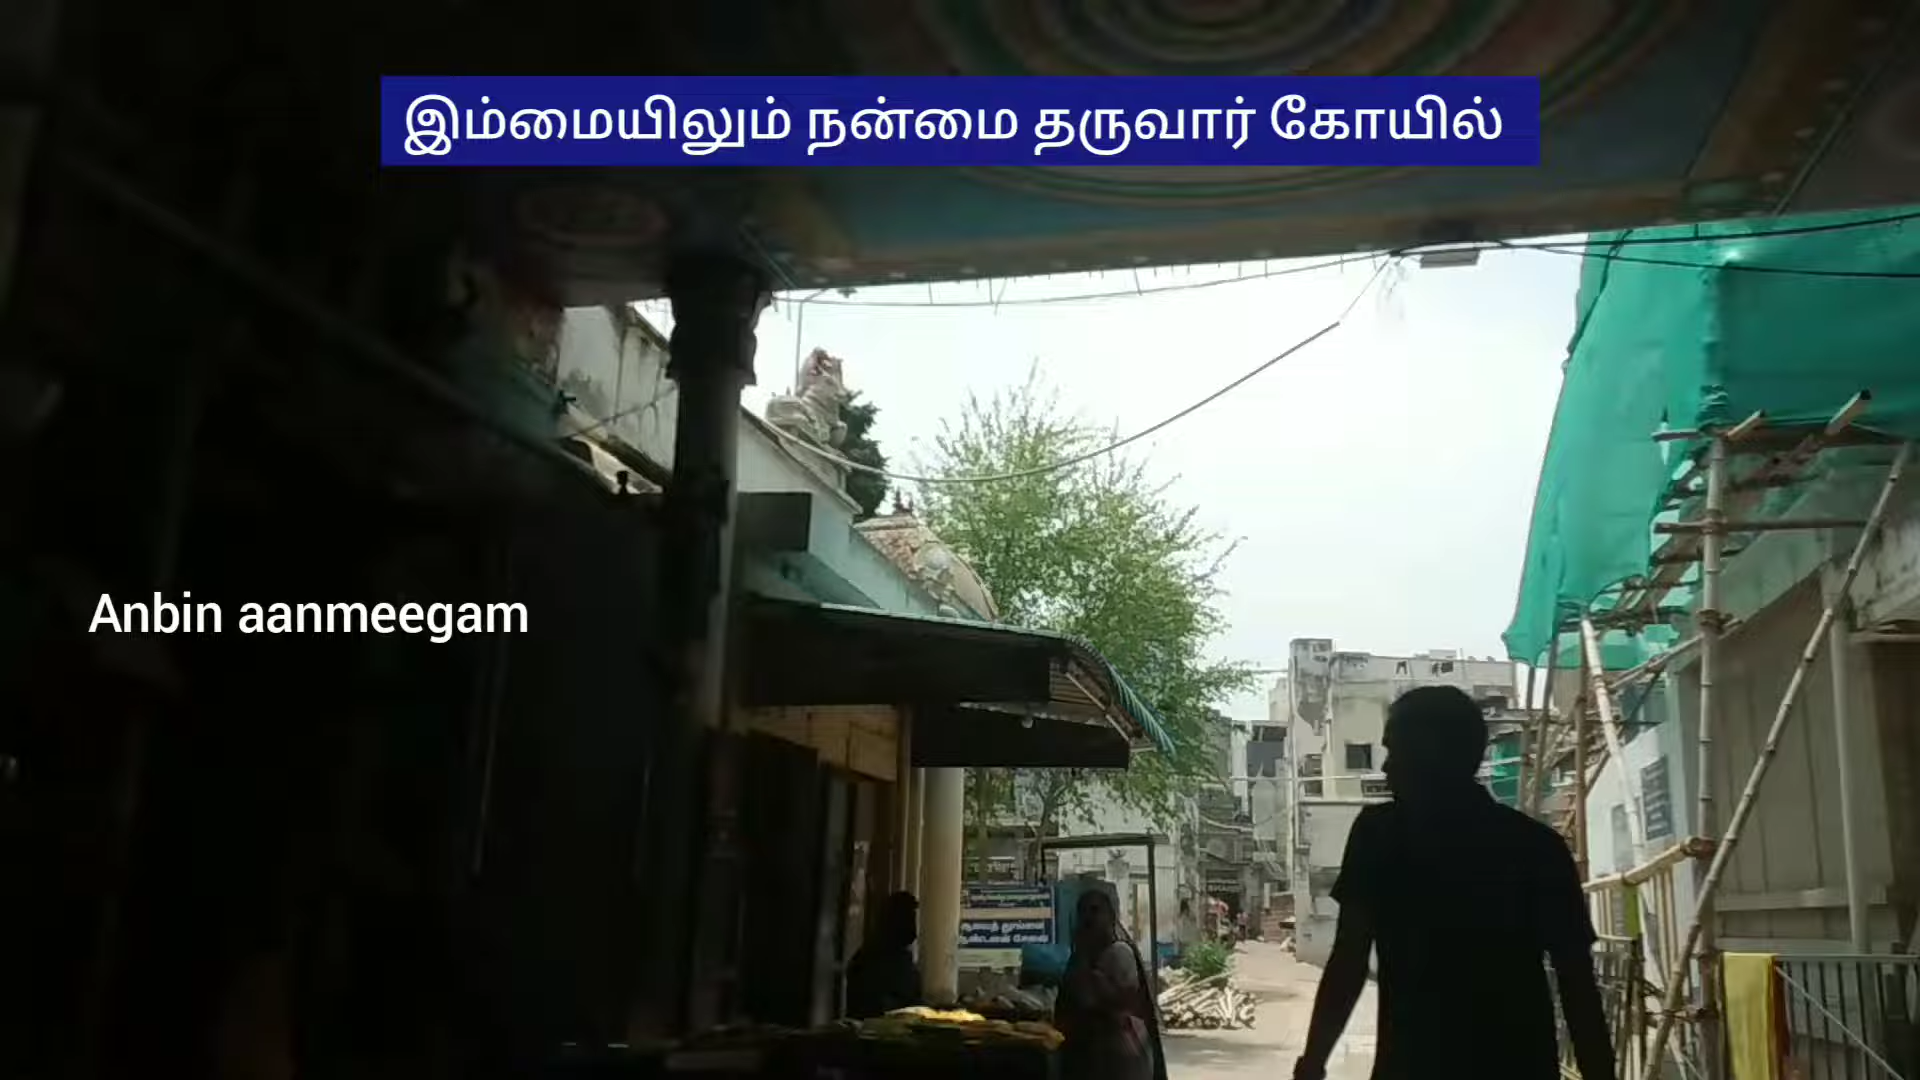 இம்மையிலும் நன்மை தருவார் கோயில்
Anbin aanmeegam